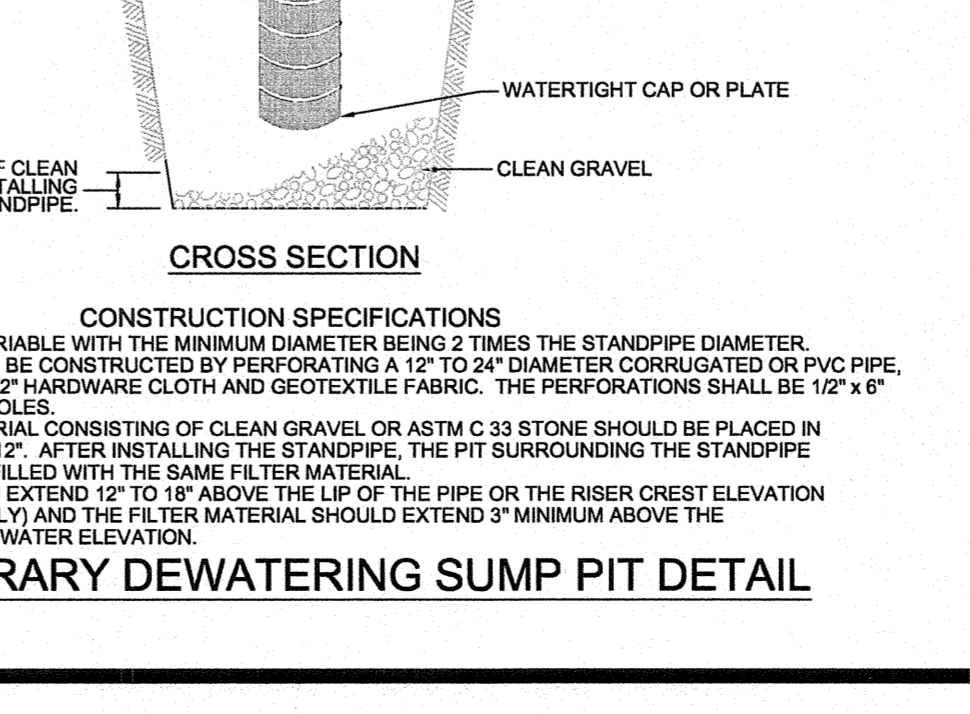 WATERTIGHT CAP OR PLATE
CLEAN GRAVEL
F CLEAN
TALLING
NDPIPE.
CROSS SECTION
CONSTRUCTION SPECIFICATIONS
RIABLE WITH THE MINIMUM DIAMETER BEING 2 TIMES THE STANDPIPE DIAMETER.
BE CONSTRUCTED BY PERFORATING A 12" TO 24" DIAMETER CORRUGATED OR PVC PIPE,
2" HARDWARE CLOTH AND GEOTEXTILE FABRIC. THE PERFORATIONS SHALL BE 1/2" x 6"
OLES.
RIAL CONSISTING OF CLEAN GRAVEL OR ASTM C 33 STONE SHOULD BE PLACED IN
12". AFTER INSTALLING THE STANDPIPE, THE PIT SURROUNDING THE STANDPIPE
FILLED WITH THE SAME FILTER MATERIAL.
EXTEND 12" TO 18" ABOVE THE LIP OF THE PIPE OR THE RISER CREST ELEVATION
LY) AND THE FILTER MATERIAL SHOULD EXTEND 3" MINIMUM ABOVE THE
WATER ELEVATION.
RARY DEWATERING SUMP PIT DETAIL